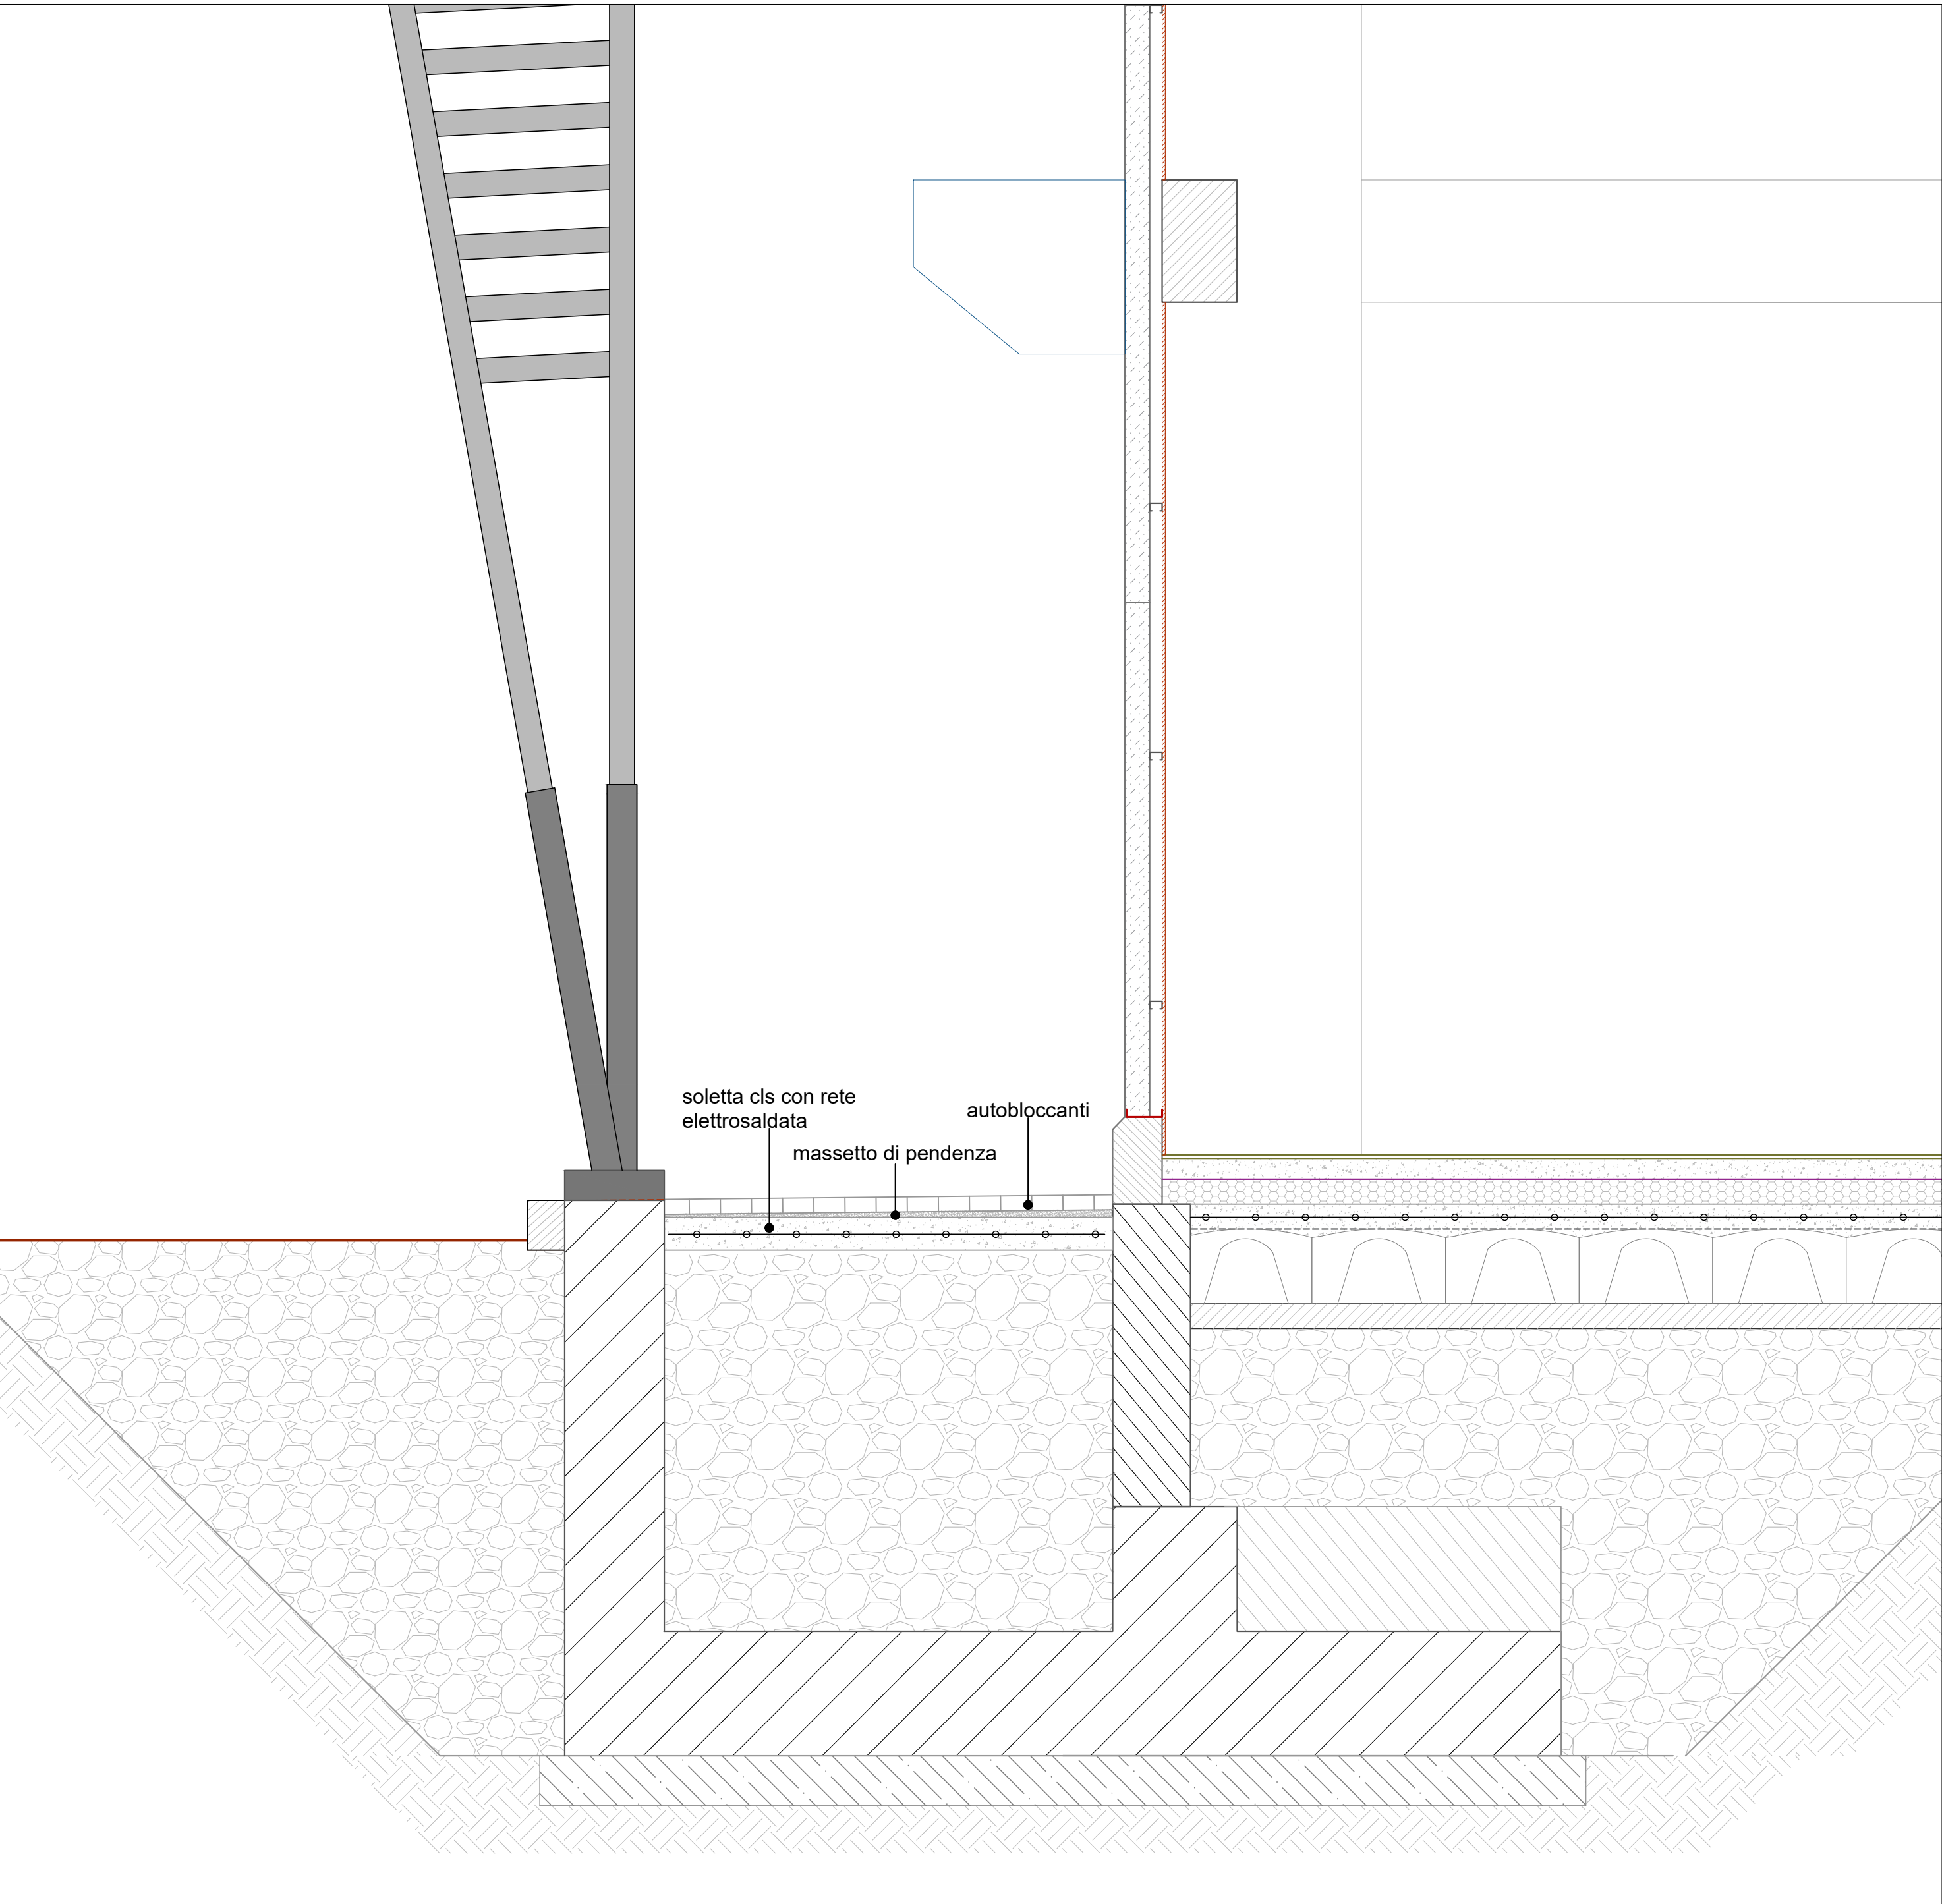 soletta cls con rete
elettrosaldata
autobloccanti
massetto di pendenza